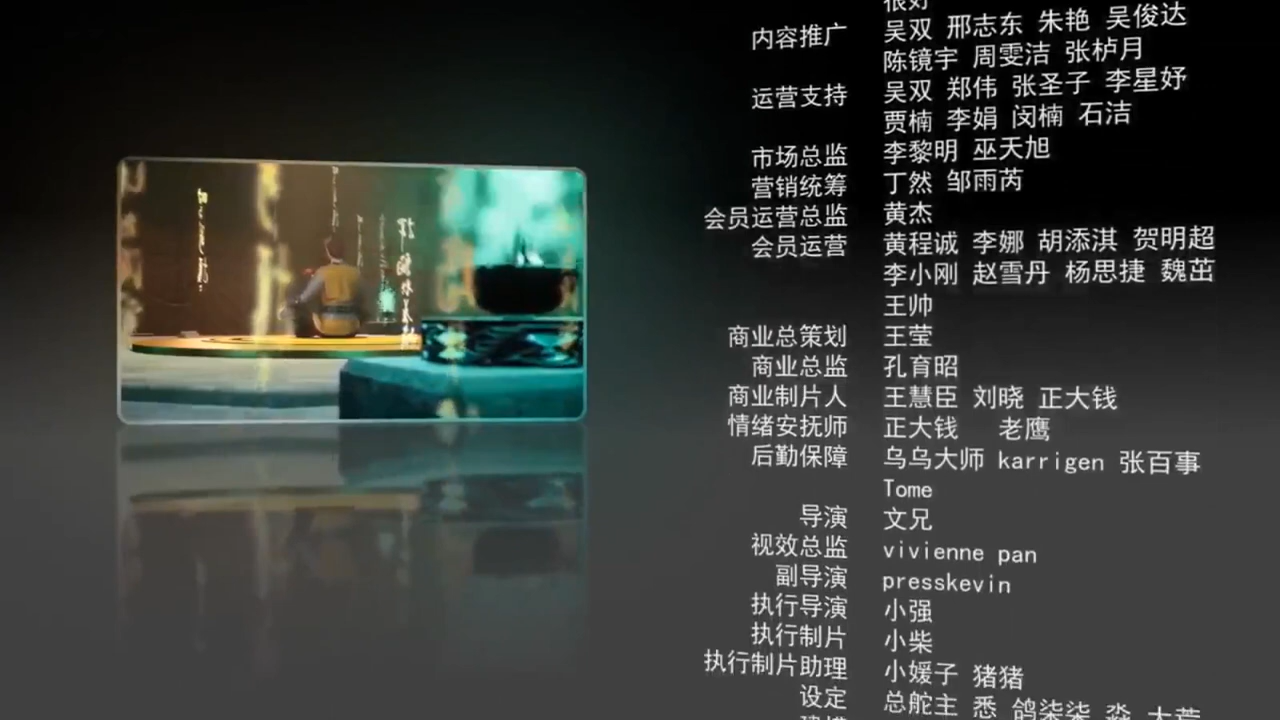 很好
内容推广 吴双 邢志东 朱艳 吴俊达
陈镜宇 周雯洁 张栌月
运营支持 吴双 郑伟 张圣子 李星妤
贾楠 李娟 闵楠 石洁
市场总监 李黎明 巫天旭
营销统筹 丁然 邹雨芮
会员运营总监 黄杰
会员运营 黄程诚 李娜 胡添淇 贺明超
李小刚 赵雪丹 杨思捷 魏茁
王帅
商业总策划 王莹
商业总监 孔育昭
商业制片人 王慧臣 刘晓 正大钱
情绪安抚师 正大钱 老鹰
后勤保障 乌乌大师 karrigen 张百事
Tome
导演 文兄
视效总监 vivienne pan
副导演 presskevin
执行导演 小强
执行制片 小柴
执行制片助理 小媛子 猪猪
设定 总舵主 悉 鸽柒柒 淼